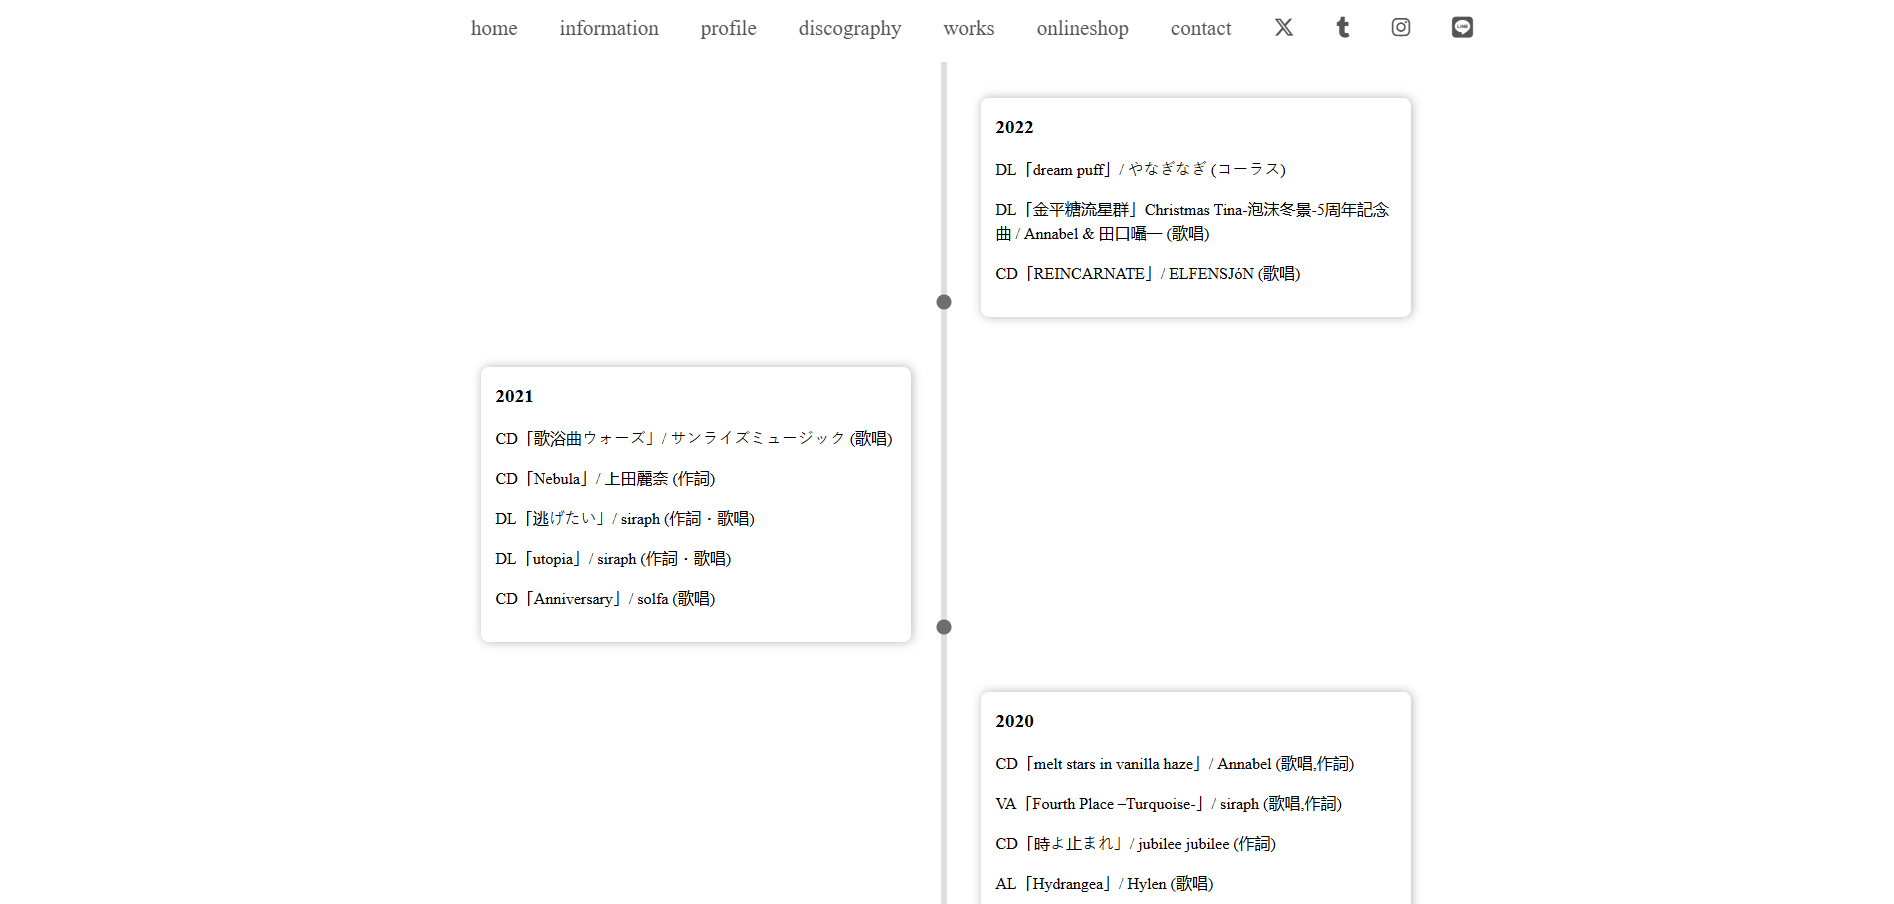 home information profile discography works onlineshop contact
2022
DL「dream puff」/ やなぎなぎ (コーラス)
DL「金平糖流星群」Christmas Tina-泡沫冬景-5周年記念
曲 / Annabel & 田口囁一 (歌唱)
CD「REINCARNATE」/ ELFENSJóN (歌唱)
2021
CD「歌浴曲ウォーズ」/ サンライズミュージック (歌唱)
CD「Nebula」/ 上田麗奈 (作詞)
DL「逃げたい」/ siraph (作詞・歌唱)
DL「utopia」/ siraph (作詞・歌唱)
CD「Anniversary」/ solfa (歌唱)
2020
CD「melt stars in vanilla haze」/ Annabel (歌唱,作詞)
VA「Fourth Place –Turquoise-」/ siraph (歌唱,作詞)
CD「時よ止まれ」/ jubilee jubilee (作詞)
AL「Hydrangea」/ Hylen (歌唱)